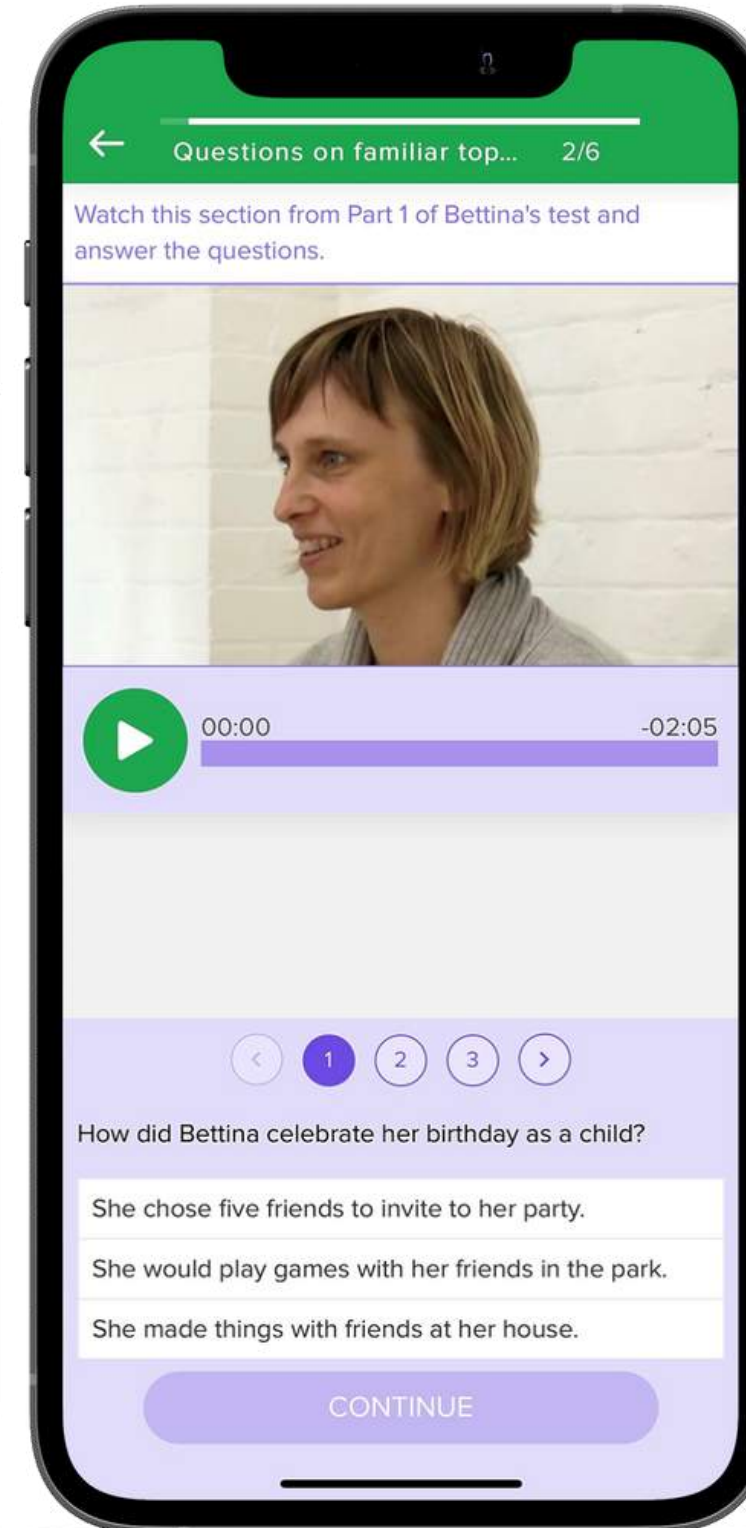 Questions on familiar top... 2/6
Watch this section from Part 1 of Bettina's test and
answer the questions.
00:00 -02:05
1 2 3
How did Bettina celebrate her birthday as a child?
She chose five friends to invite to her party.
She would play games with her friends in the park.
She made things with friends at her house.
CONTINUE